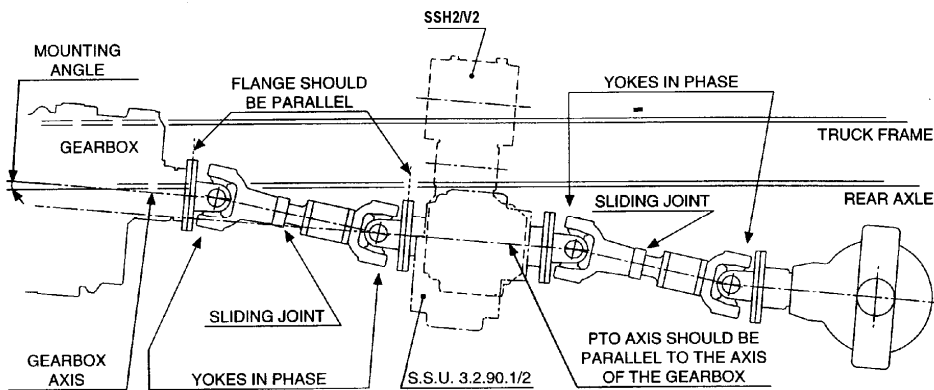 SSH2/V2
MOUNTING
ANGLE
FLANGE SHOULD
BE PARALLEL
YOKES IN PHASE
GEARBOX
TRUCK FRAME
REAR AXLE
SLIDING JOINT
SLIDING JOINT
GEARBOX
AXIS
YOKES IN PHASE
S.S.U. 3.2.90.1/2
PTO AXIS SHOULD BE
PARALLEL TO THE AXIS
OF THE GEARBOX